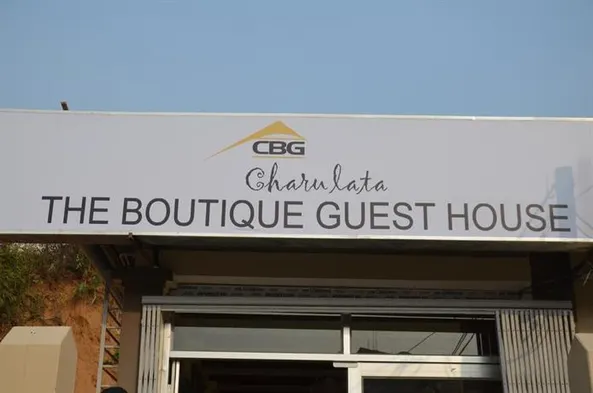 CBG
Charulata
THE BOUTIQUE GUEST HOUSE